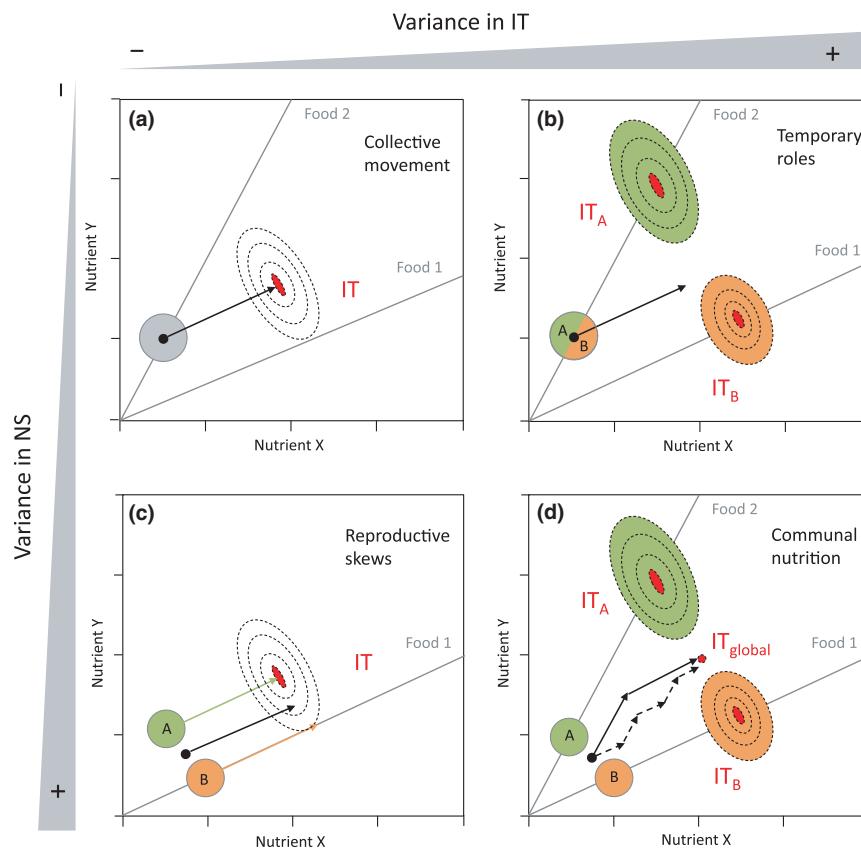 Variance in IT
−
+
Variance in NS
−
+
(a)
Food 2
Collective
movement
Food 1
IT
Nutrient Y
Nutrient X
(b)
Food 2
Temporary
roles
IT_A
Food 1
A
B
IT_B
Nutrient Y
Nutrient X
(c)
Reproductive
skews
Food 1
IT
A
B
Nutrient Y
Nutrient X
(d)
Food 2
Communal
nutrition
IT_A
IT_global
Food 1
A
B
IT_B
Nutrient Y
Nutrient X